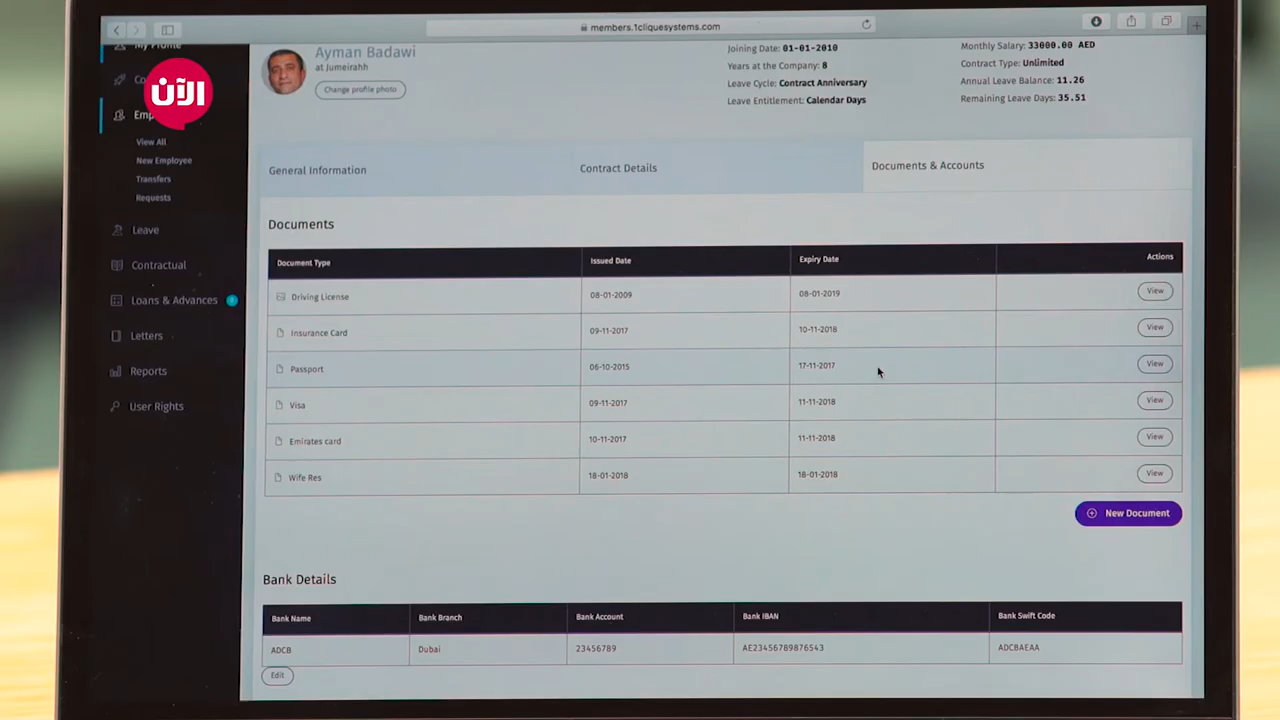 members.1cliquesystems.com
My Profile
الآن
Emp
View All
New Employee
Transfers
Requests
Leave
Contractual
Loans & Advances
Letters
Reports
User Rights
Ayman Badawi
at Jumeirahh
Change profile photo
Joining Date: 01-01-2010
Years at the Company: 8
Leave Cycle: Contract Anniversary
Leave Entitlement: Calendar Days
Monthly Salary: 33000.00 AED
Contract Type: Unlimited
Annual Leave Balance: 11.26
Remaining Leave Days: 35.51
General Information Contract Details Documents & Accounts
Documents
Document Type Issued Date Expiry Date Actions
Driving License 08-01-2009 08-01-2019 View
Insurance Card 09-11-2017 10-11-2018 View
Passport 06-10-2015 17-11-2017 View
Visa 09-11-2017 11-11-2018 View
Emirates card 10-11-2017 11-11-2018 View
Wife Res 18-01-2018 18-01-2018 View
New Document
Bank Details
Bank Name Bank Branch Bank Account Bank IBAN Bank Swift Code
ADCB Dubai 23456789 AE23456789876543 ADCBAEAA
Edit